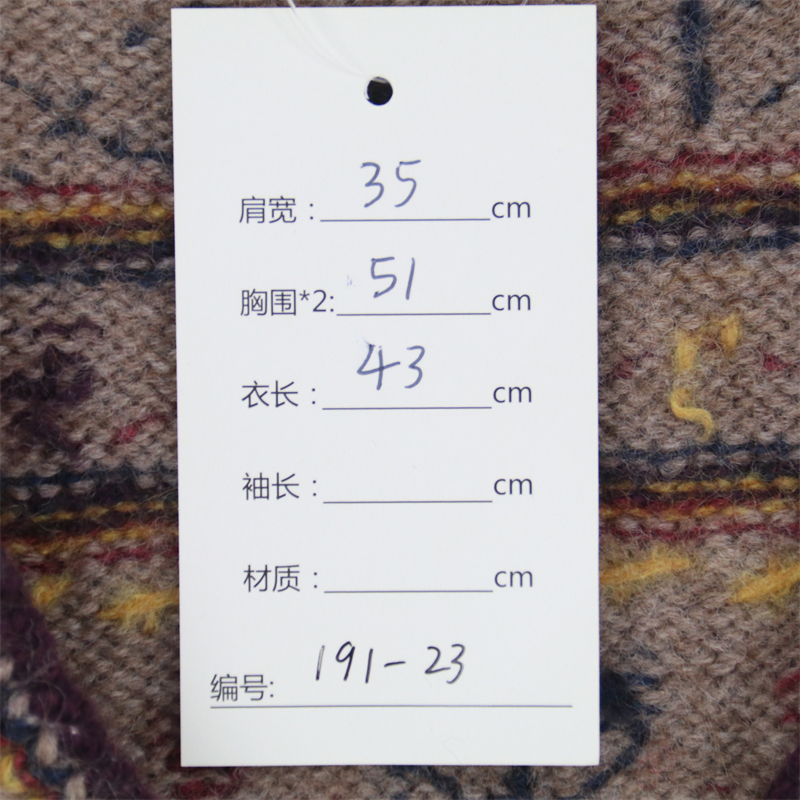 肩宽：35cm
胸围*2:51cm
衣长：43cm
袖长：cm
材质：cm
编号: 191-23